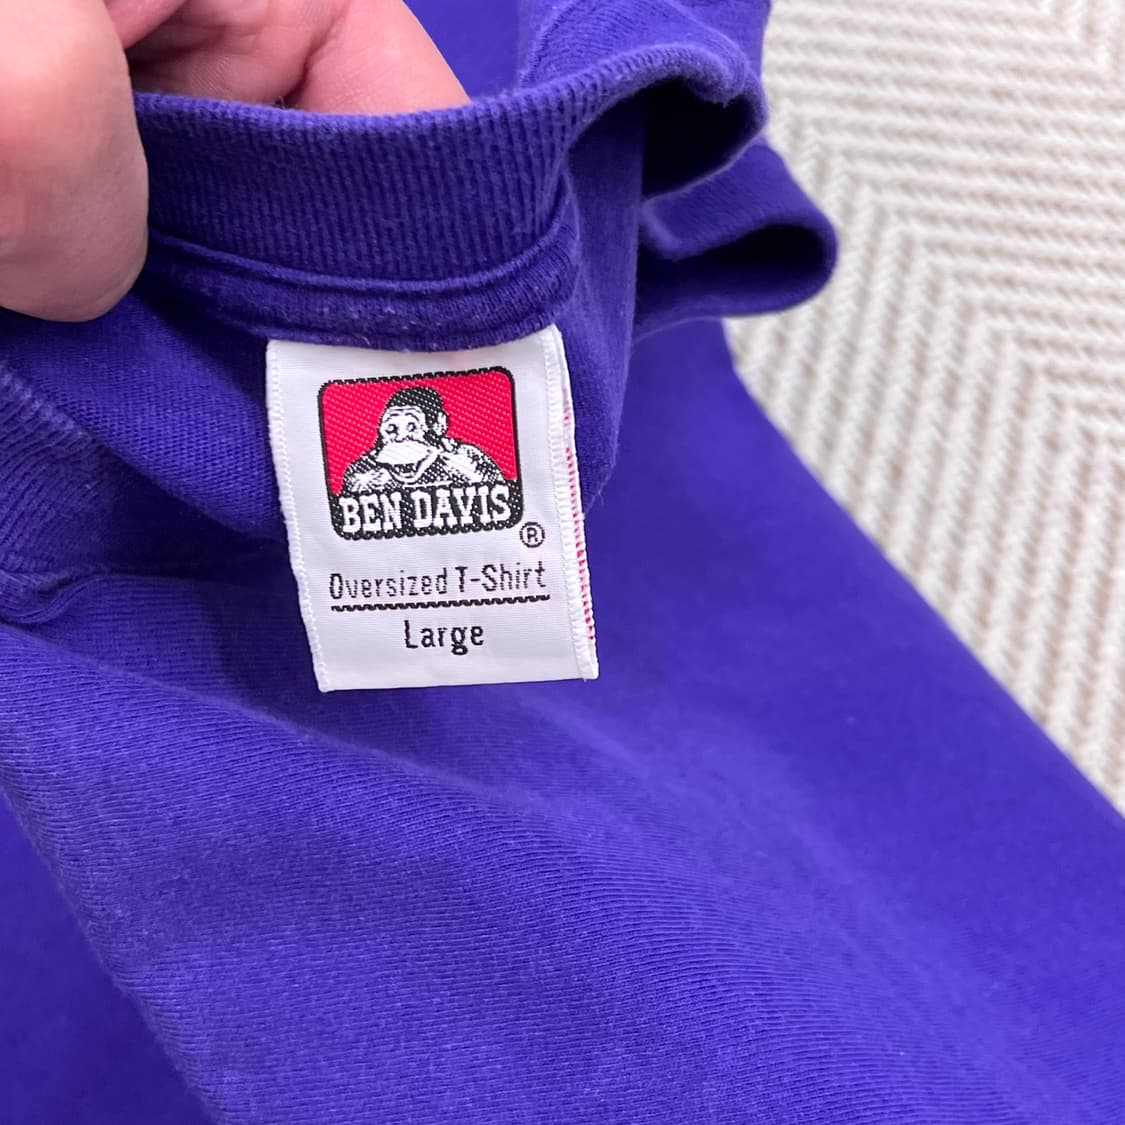 BEN DAVIS
®
Oversized T-Shirt
Large